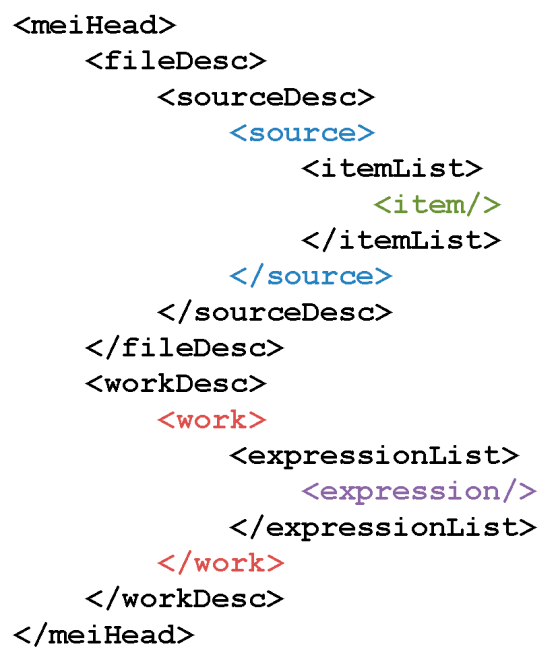 <meiHead>
<fileDesc>
<sourceDesc>
<source>
<itemList>
<item/>
</itemList>
</source>
</sourceDesc>
</fileDesc>
<workDesc>
<work>
<expressionList>
<expression/>
</expressionList>
</work>
</workDesc>
</meiHead>